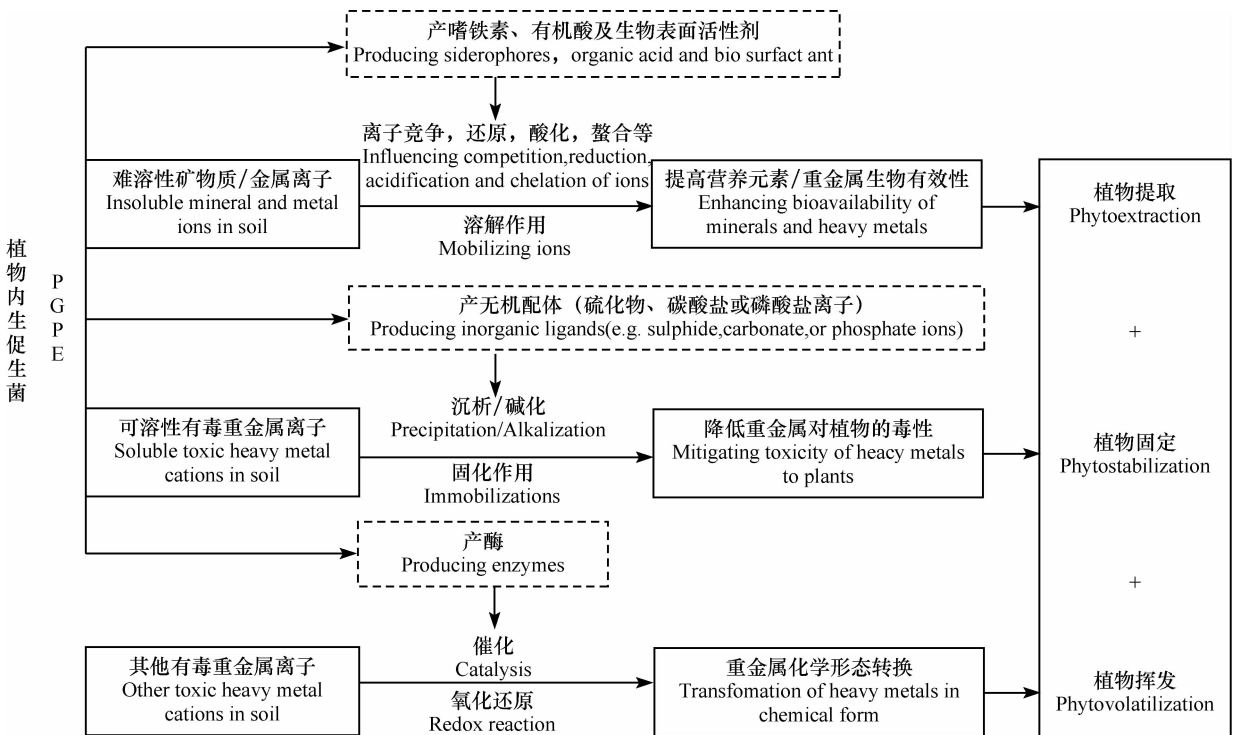 植物内生促生菌
PGPE
产嗜铁素、有机酸及生物表面活性剂
Producing siderophores, organic acid and bio surfact ant
离子竞争，还原，酸化，螯合等
Influencing competition,reduction,
acidification and chelation of ions
难溶性矿物质/金属离子
Insoluble mineral and metal
ions in soil
溶解作用
Mobilizing ions
提高营养元素/重金属生物有效性
Enhancing bioavailability of
minerals and heavy metals
植物提取
Phytoextraction
+
产无机配体（硫化物、碳酸盐或磷酸盐离子）
Producing inorganic ligands(e.g. sulphide,carbonate,or phosphate ions)
沉析/碱化
Precipitation/Alkalization
可溶性有毒重金属离子
Soluble toxic heavy metal
cations in soil
固化作用
Immobilizations
降低重金属对植物的毒性
Mitigating toxicity of heacy metals
to plants
植物固定
Phytostabilization
+
产酶
Producing enzymes
催化
Catalysis
其他有毒重金属离子
Other toxic heavy metal
cations in soil
氧化还原
Redox reaction
重金属化学形态转换
Transfomation of heavy metals in
chemical form
植物挥发
Phytovolatilization